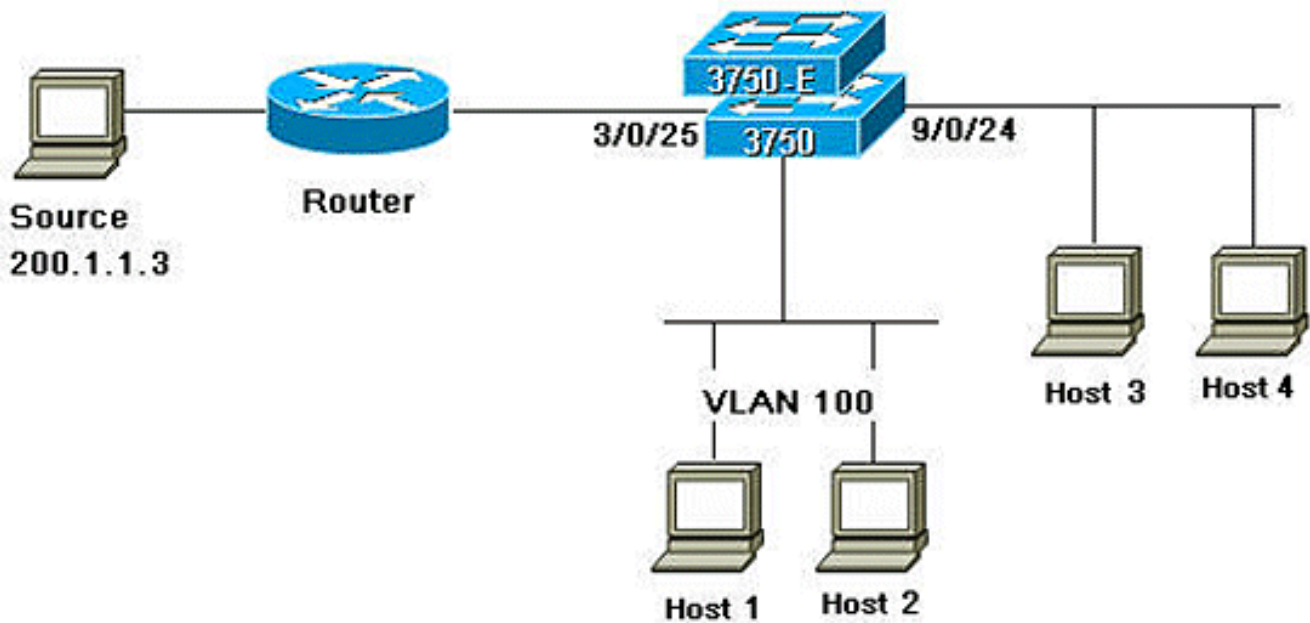 3750-E
3750
3/0/25
9/0/24
Source
200.1.1.3
Router
VLAN 100
Host 1
Host 2
Host 3
Host 4